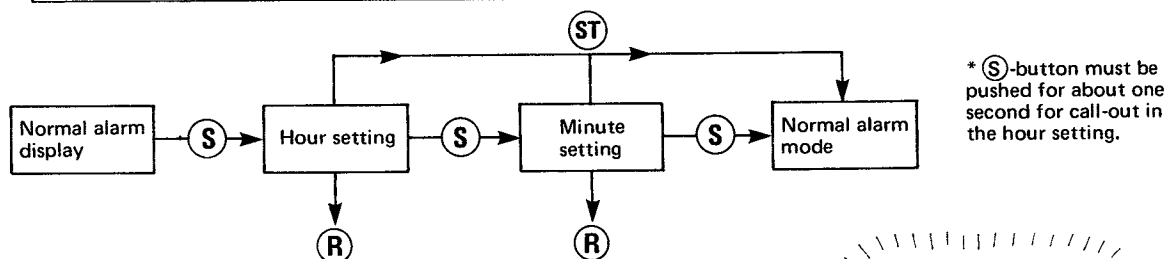 ST
Normal alarm
display
S
Hour setting
S
Minute
setting
S
Normal alarm
mode
* S-button must be
pushed for about one
second for call-out in
the hour setting.
R
R